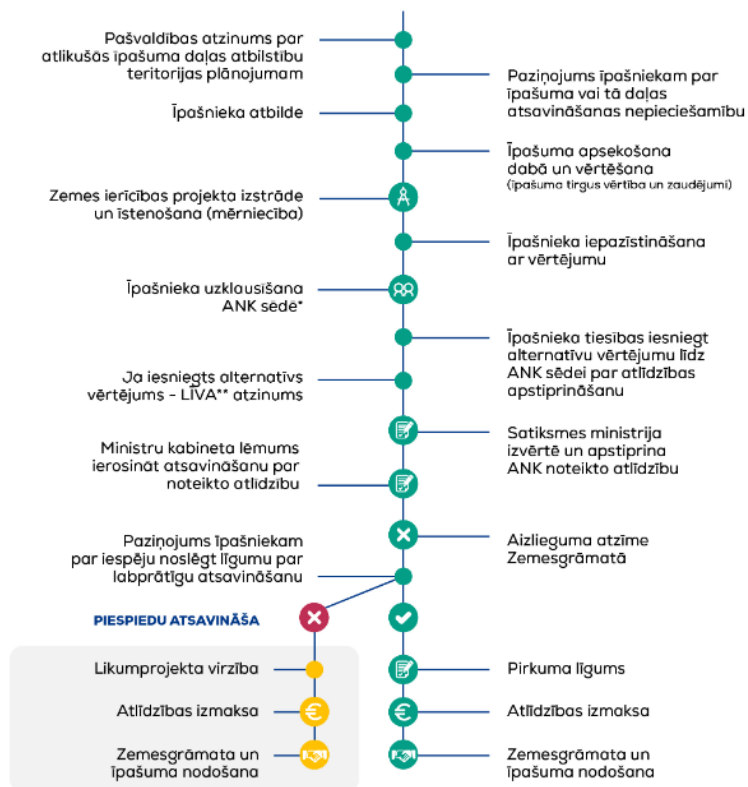 Pašvaldības atzinums par
atlikušās īpašuma daļas atbilstību
teritorijas plānojumam
Paziņojums īpašniekam par
īpašuma vai tā daļas
atsavināšanas nepieciešamību
Īpašnieka atbilde
Īpašuma apsekošana
dabā un vērtēšana
(īpašuma tirgus vērtība un zaudējumi)
Zemes ierīcības projekta izstrāde
un īstenošana (mērniecība)
Īpašnieka iepazīstināšana
ar vērtējumu
Īpašnieka uzklausīšana
ANK sēdē*
Īpašnieka tiesības iesniegt
alternatīvu vērtējumu līdz
ANK sēdei par atlīdzības
apstiprināšanu
Ja iesniegts alternatīvs
vērtējums - LĪVA** atzinums
Satiksmes ministrija
izvērtē un apstiprina
ANK noteikto atlīdzību
Ministru kabineta lēmums
ierosināt atsavināšanu par
noteikto atlīdzību
Aizlieguma atzīme
Zemesgrāmatā
Paziņojums īpašniekam
par iespēju noslēgt līgumu par
labprātīgu atsavināšanu
PIESPIEDU ATSAVINĀŠA
Likumprojekta virzība
Pirkuma līgums
Atlīdzības izmaksa
Atlīdzības izmaksa
Zemesgrāmata un
īpašuma nodošana
Zemesgrāmata un
īpašuma nodošana